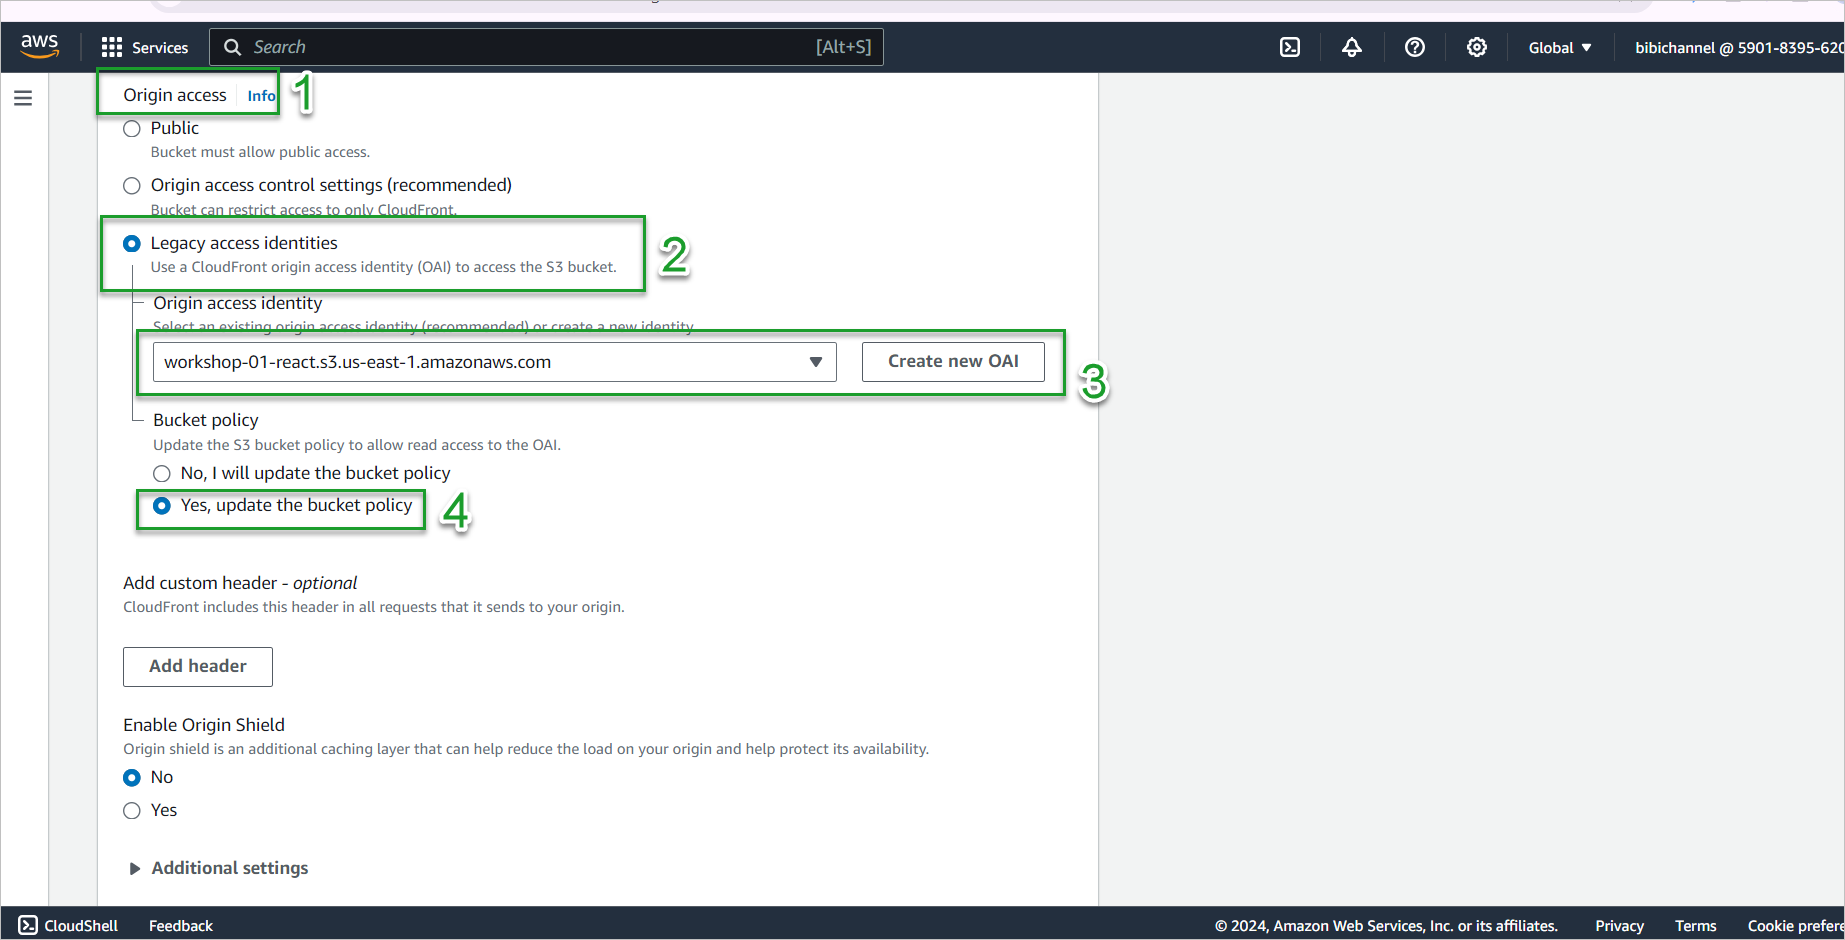 aws
Services
Search
[Alt+S]
Global
bibichannel @ 5901-8395-620
Origin access
Info
1
Public
Bucket must allow public access.
Origin access control settings (recommended)
Bucket can restrict access to only CloudFront.
Legacy access identities
Use a CloudFront origin access identity (OAI) to access the S3 bucket.
2
Origin access identity
Select an existing origin access identity (recommended) or create a new identity.
workshop-01-react.s3.us-east-1.amazonaws.com
Create new OAI
3
Bucket policy
Update the S3 bucket policy to allow read access to the OAI.
No, I will update the bucket policy
Yes, update the bucket policy
4
Add custom header - optional
CloudFront includes this header in all requests that it sends to your origin.
Add header
Enable Origin Shield
Origin shield is an additional caching layer that can help reduce the load on your origin and help protect its availability.
No
Yes
Additional settings
CloudShell
Feedback
© 2024, Amazon Web Services, Inc. or its affiliates.
Privacy
Terms
Cookie prefere